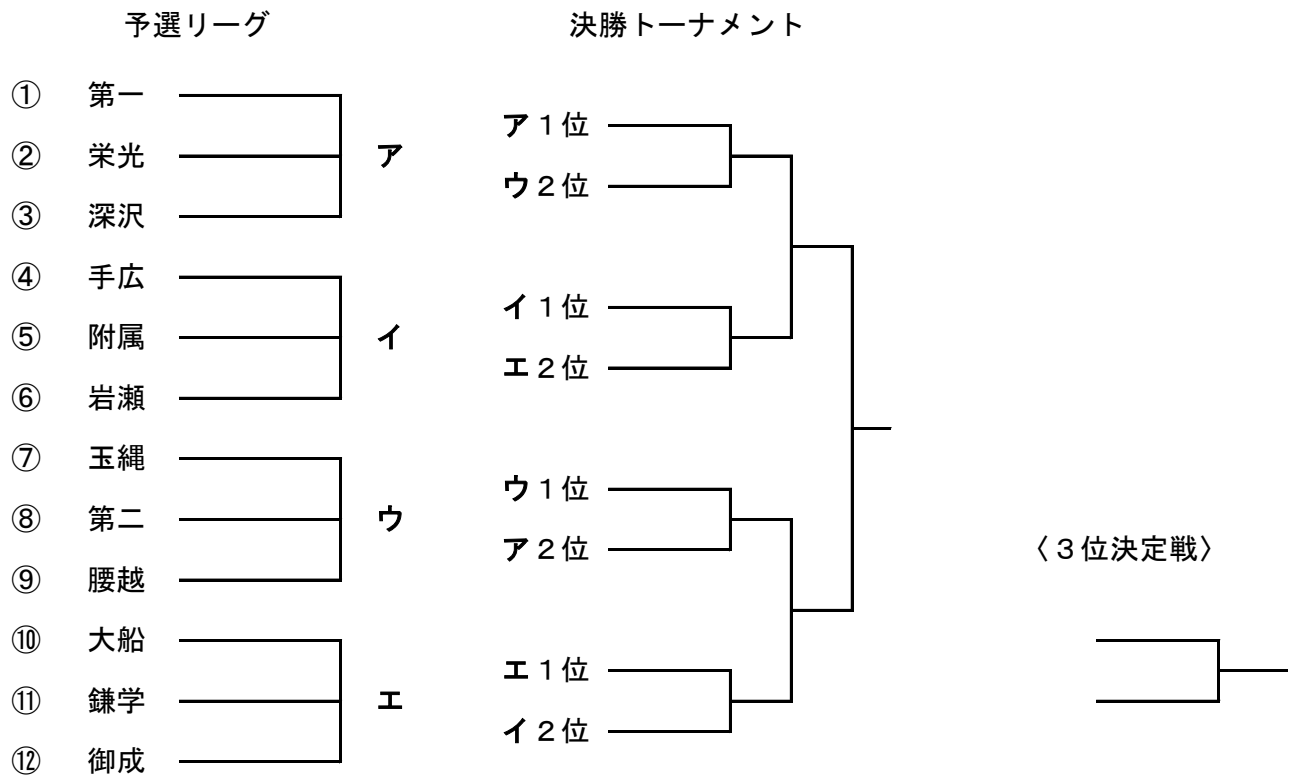 予選リーグ
① 第一
② 栄光
③ 深沢
ア
④ 手広
⑤ 附属
⑥ 岩瀬
イ
⑦ 玉縄
⑧ 第二
⑨ 腰越
ウ
⑩ 大船
⑪ 鎌学
⑫ 御成
エ
決勝トーナメント
ア１位
ウ２位
イ１位
エ２位
ウ１位
ア２位
エ１位
イ２位
〈３位決定戦〉